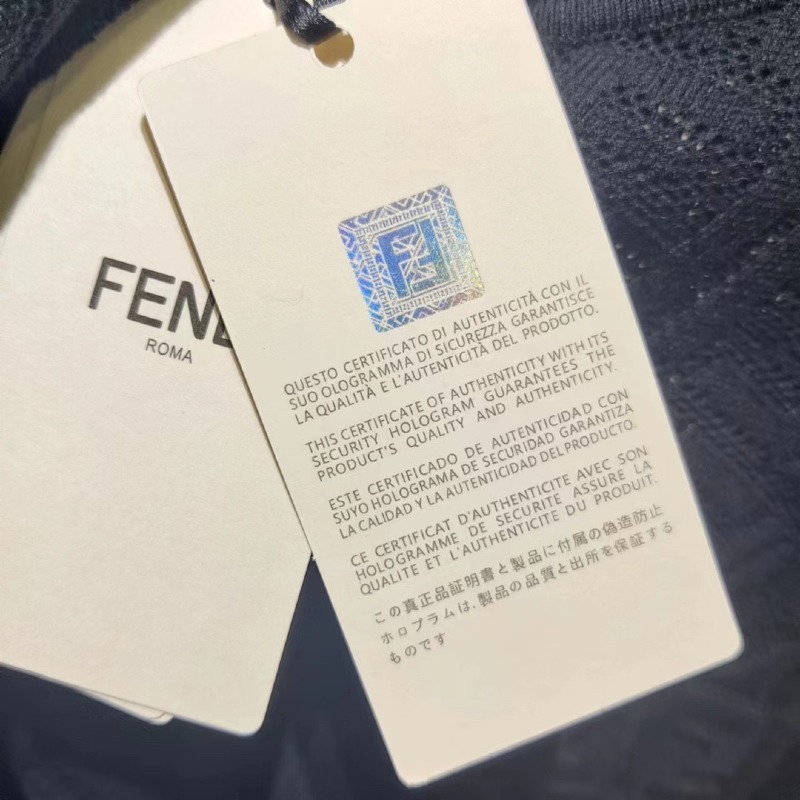 FEND
ROMA
QUESTO CERTIFICATO DI AUTENTICITÀ CON IL
SUO OLOGRAMMA DI SICUREZZA GARANTISCE
LA QUALITÀ E L'AUTENTICITÀ DEL PRODOTTO.
THIS CERTIFICATE OF AUTHENTICITY WITH ITS
SECURITY HOLOGRAM GUARANTEES THE
PRODUCT'S QUALITY AND AUTHENTICITY.
ESTE CERTIFICADO DE AUTENTICIDAD CON
SUYO HOLOGRAMA DE SECURIDAD GARANTIZA
LA CALIDAD Y LA AUTENTICIDAD DEL PRODUCTO.
CE CERTIFICAT D'AUTHENTICITE AVEC SON
HOLOGRAMME DE SECURITE ASSURE LA
QUALITE ET L'AUTHENTICITE DU PRODUIT.
この真正品証明書と製品に付属の偽造防止
ホロプラムは、製品の品質と出所を保証する
ものです